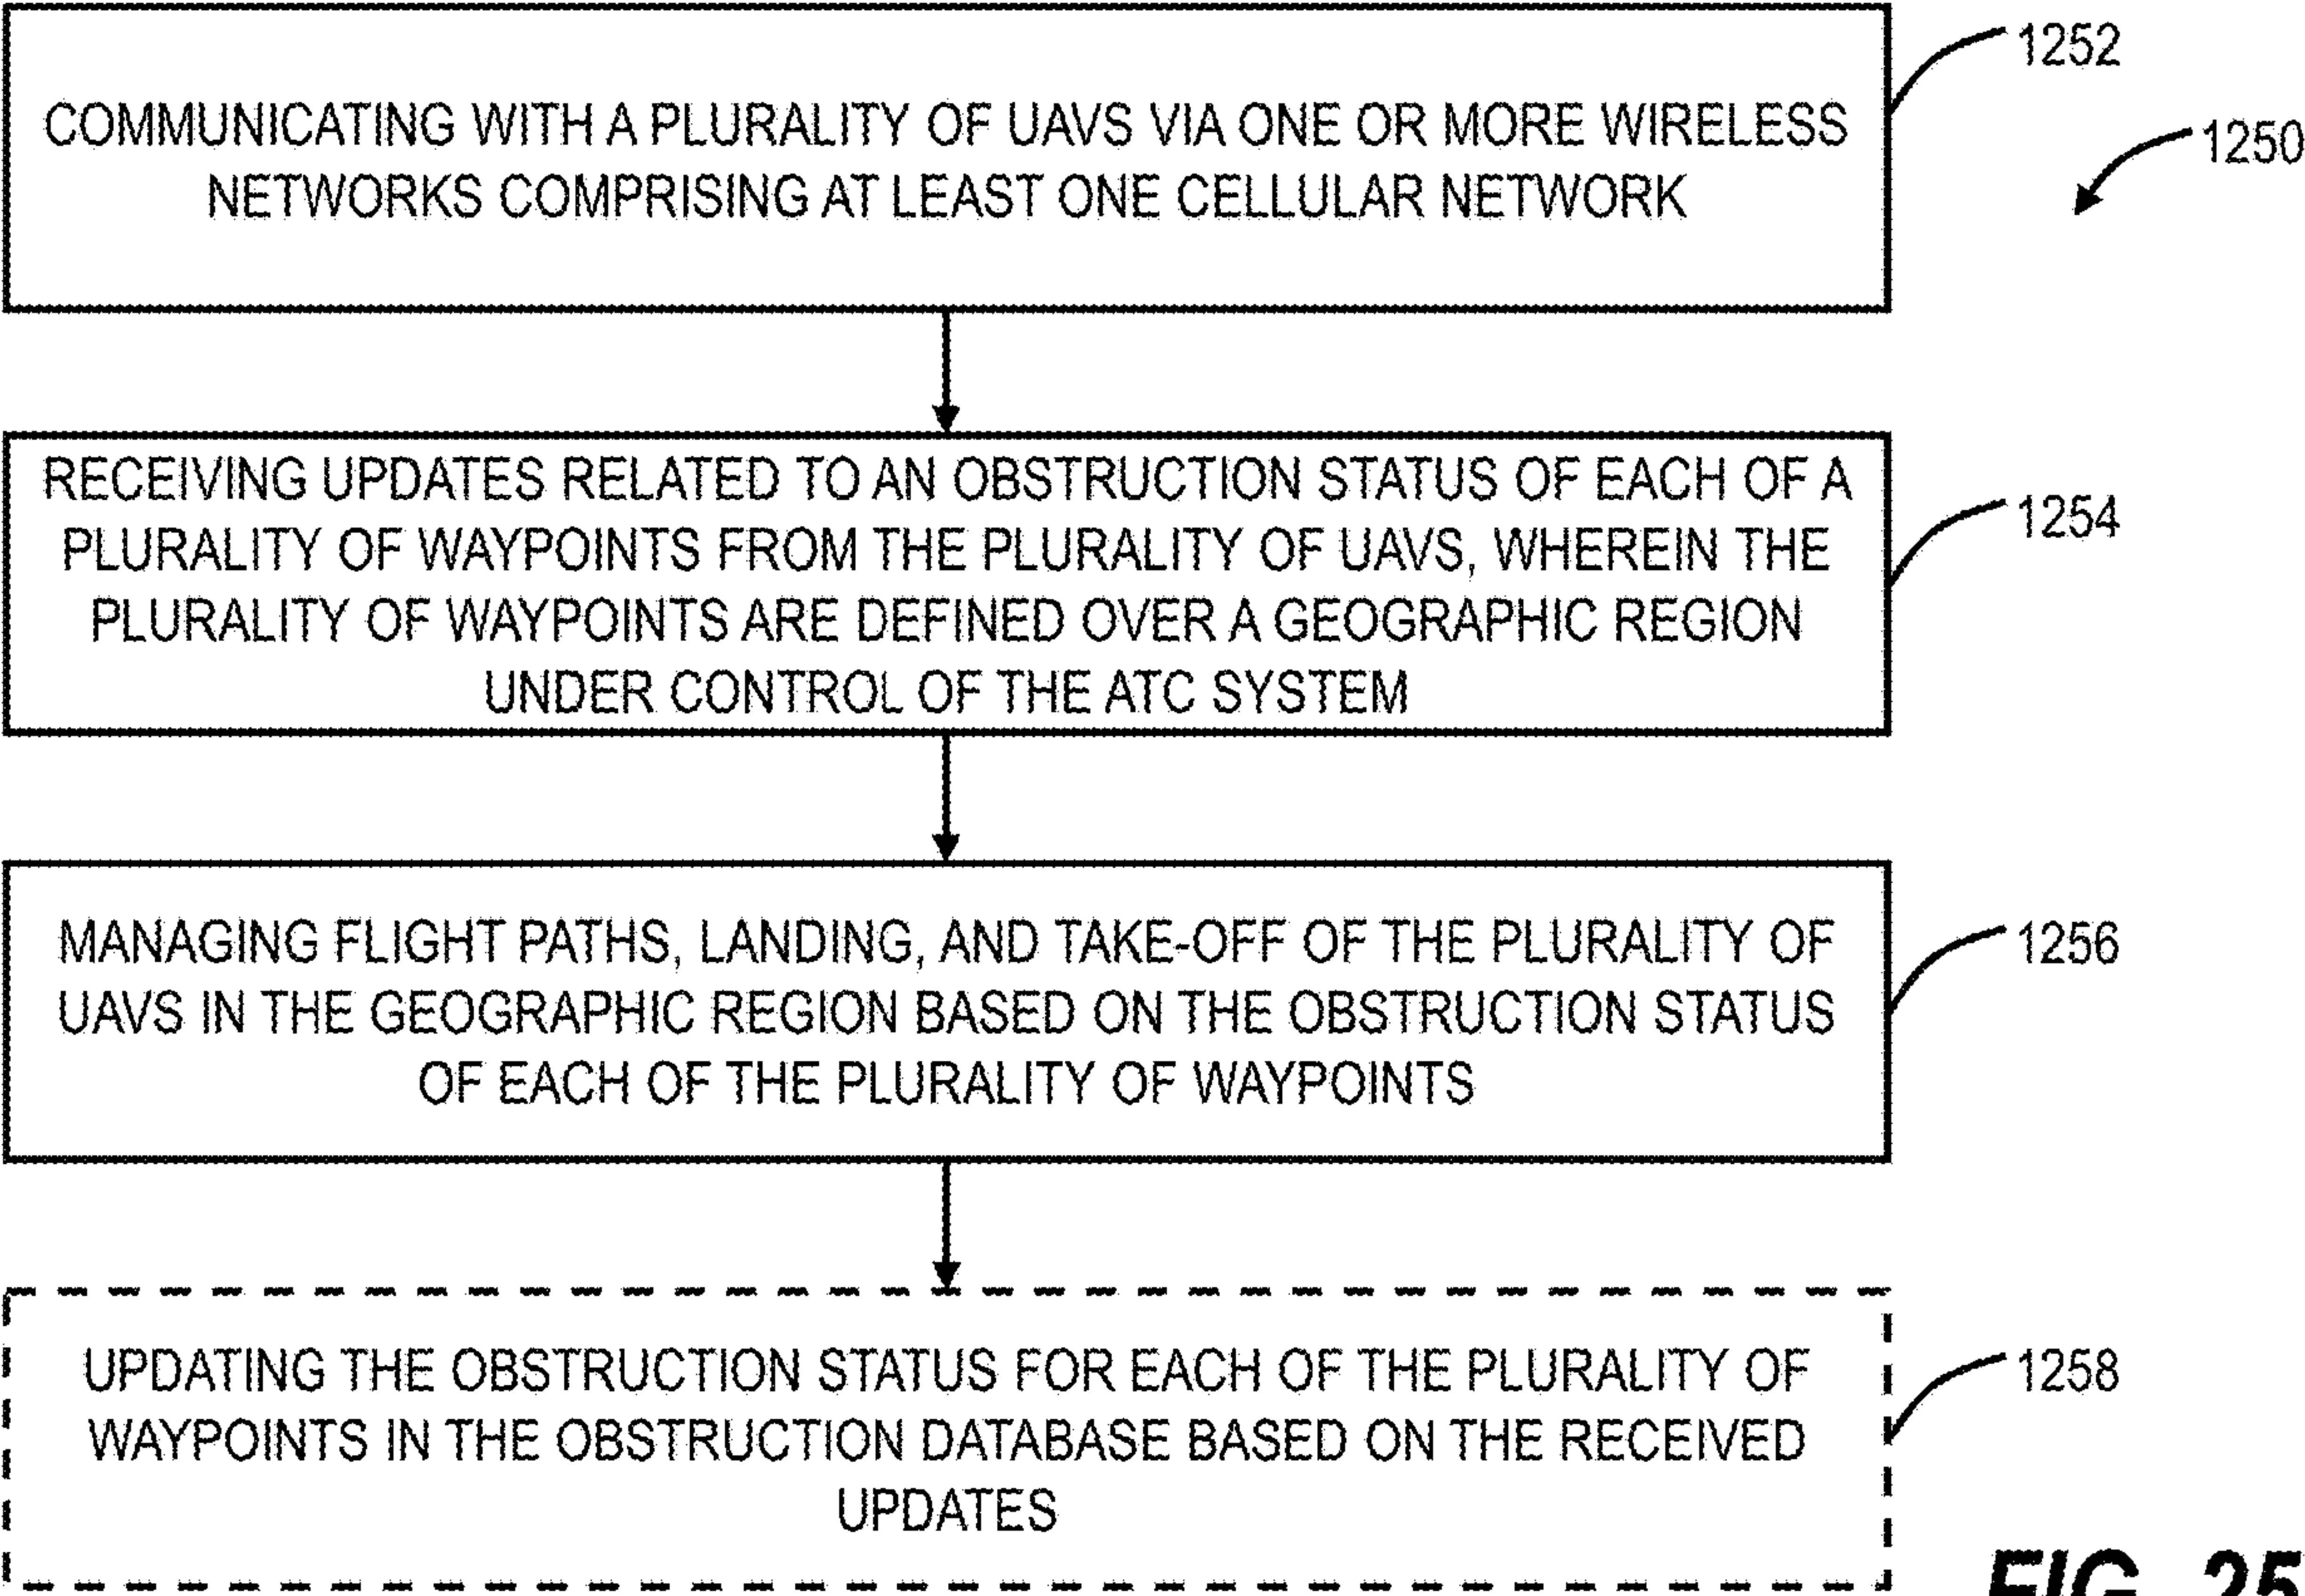 COMMUNICATING WITH A PLURALITY OF UAVS VIA ONE OR MORE WIRELESS
NETWORKS COMPRISING AT LEAST ONE CELLULAR NETWORK
1252
1250
RECEIVING UPDATES RELATED TO AN OBSTRUCTION STATUS OF EACH OF A
PLURALITY OF WAYPOINTS FROM THE PLURALITY OF UAVS, WHEREIN THE
PLURALITY OF WAYPOINTS ARE DEFINED OVER A GEOGRAPHIC REGION
UNDER CONTROL OF THE ATC SYSTEM
1254
MANAGING FLIGHT PATHS, LANDING, AND TAKE-OFF OF THE PLURALITY OF
UAVS IN THE GEOGRAPHIC REGION BASED ON THE OBSTRUCTION STATUS
OF EACH OF THE PLURALITY OF WAYPOINTS
1256
UPDATING THE OBSTRUCTION STATUS FOR EACH OF THE PLURALITY OF
WAYPOINTS IN THE OBSTRUCTION DATABASE BASED ON THE RECEIVED
UPDATES
1258
FIG. 25